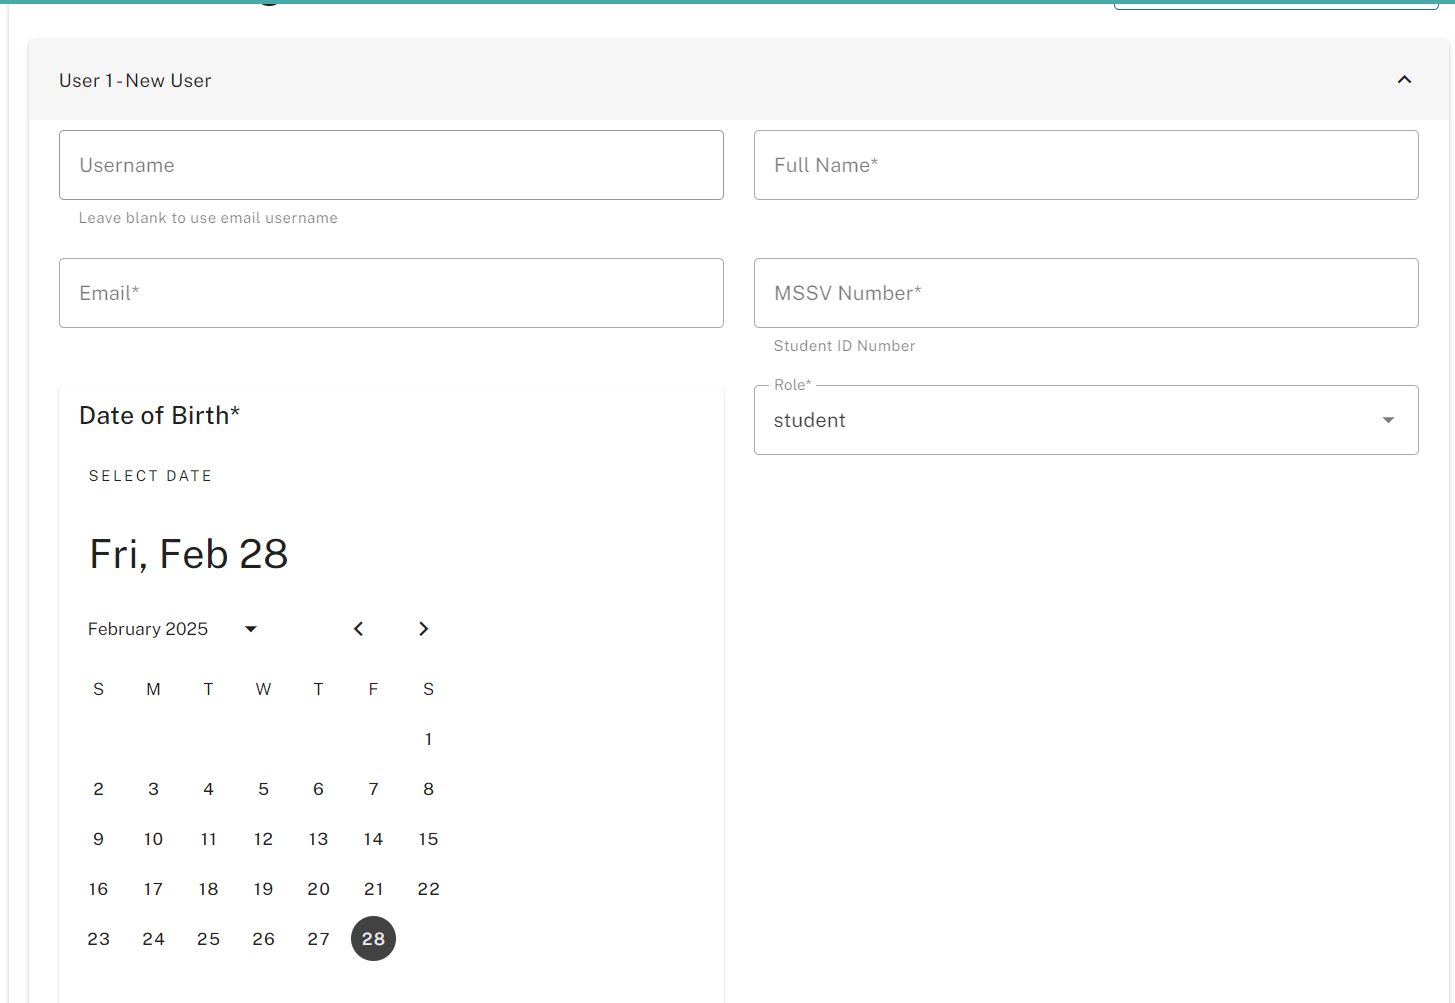 User 1 - New User
Username
Full Name*
Leave blank to use email username
Email*
MSSV Number*
Student ID Number
Date of Birth*
Role*
student
SELECT DATE
Fri, Feb 28
February 2025
S M T W T F S
1
2 3 4 5 6 7 8
9 10 11 12 13 14 15
16 17 18 19 20 21 22
23 24 25 26 27 28